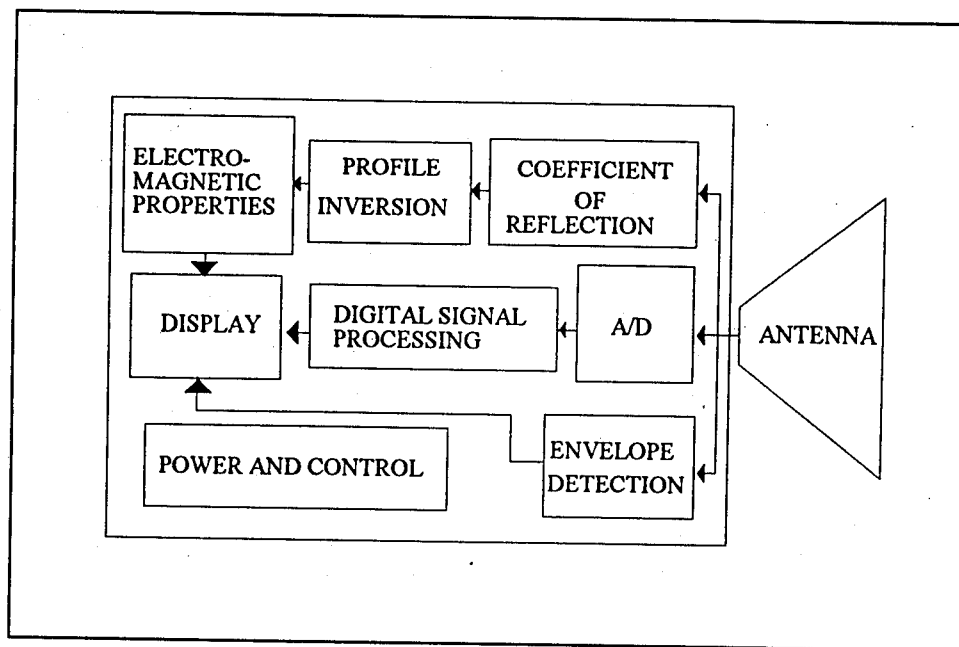 ELECTRO-
MAGNETIC
PROPERTIES
PROFILE
INVERSION
COEFFICIENT
OF
REFLECTION
DISPLAY
DIGITAL SIGNAL
PROCESSING
A/D
ANTENNA
POWER AND CONTROL
ENVELOPE
DETECTION